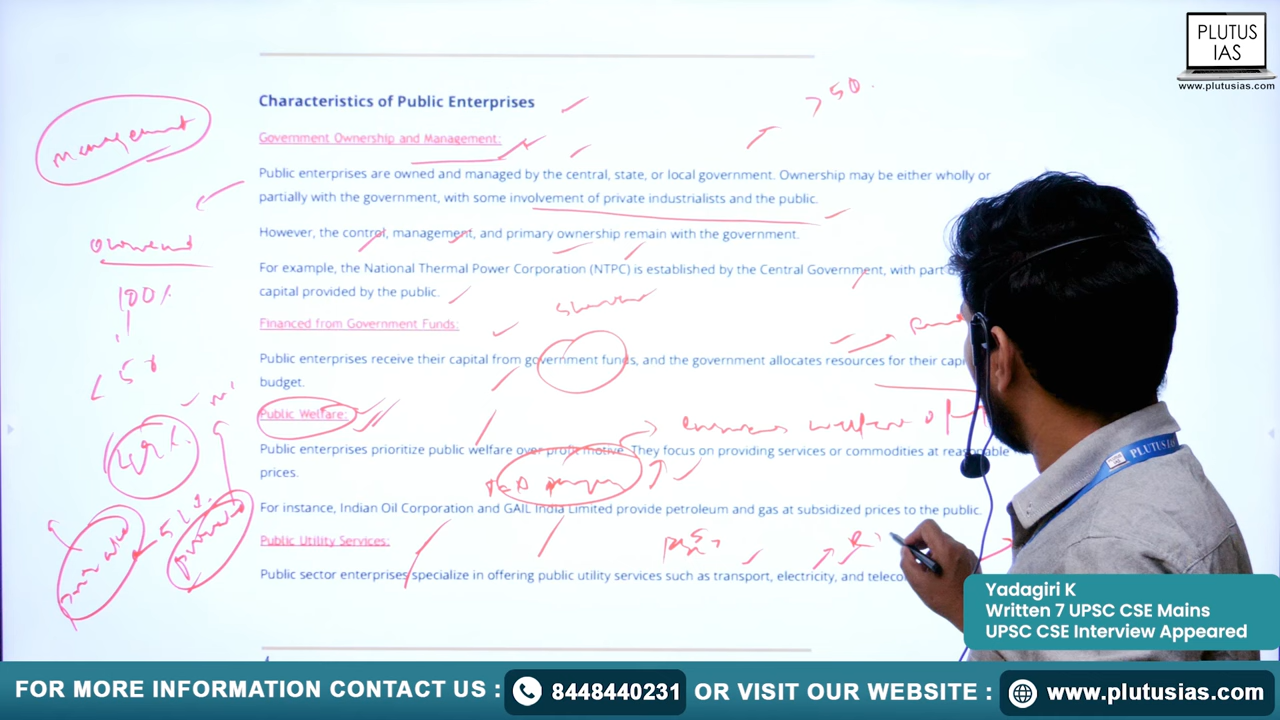 PLUTUS
IAS
www.plutusias.com
Characteristics of Public Enterprises
> 50
management
Government Ownership and Management:
Public enterprises are owned and managed by the central, state, or local government. Ownership may be either wholly or
partially with the government, with some involvement of private industrialists and the public.
However, the control, management, and primary ownership remain with the government.
For example, the National Thermal Power Corporation (NTPC) is established by the Central Government, with part
capital provided by the public.
100%
Financed from Government Funds:
Public enterprises receive their capital from government funds, and the government allocates resources for their
budget.
Public Welfare:
49%
ensures welfare of
Public enterprises prioritize public welfare over profit motive. They focus on providing services or commodities at reasonable
prices.
For instance, Indian Oil Corporation and GAIL India Limited provide petroleum and gas at subsidized prices to the public.
Public Utility Services:
Public sector enterprises specialize in offering public utility services such as transport, electricity, and
PLUTUS IAS
Yadagiri K
Written 7 UPSC CSE Mains
UPSC CSE Interview Appeared
FOR MORE INFORMATION CONTACT US : 8448440231 OR VISIT OUR WEBSITE : www.plutusias.com